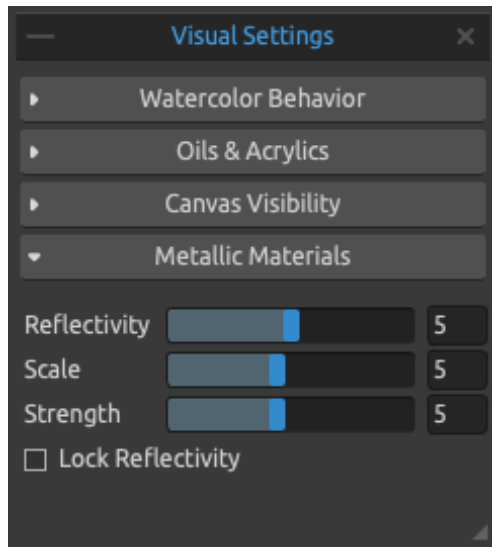 Visual Settings
Watercolor Behavior
Oils & Acrylics
Canvas Visibility
Metallic Materials
Reflectivity 5
Scale 5
Strength 5
Lock Reflectivity